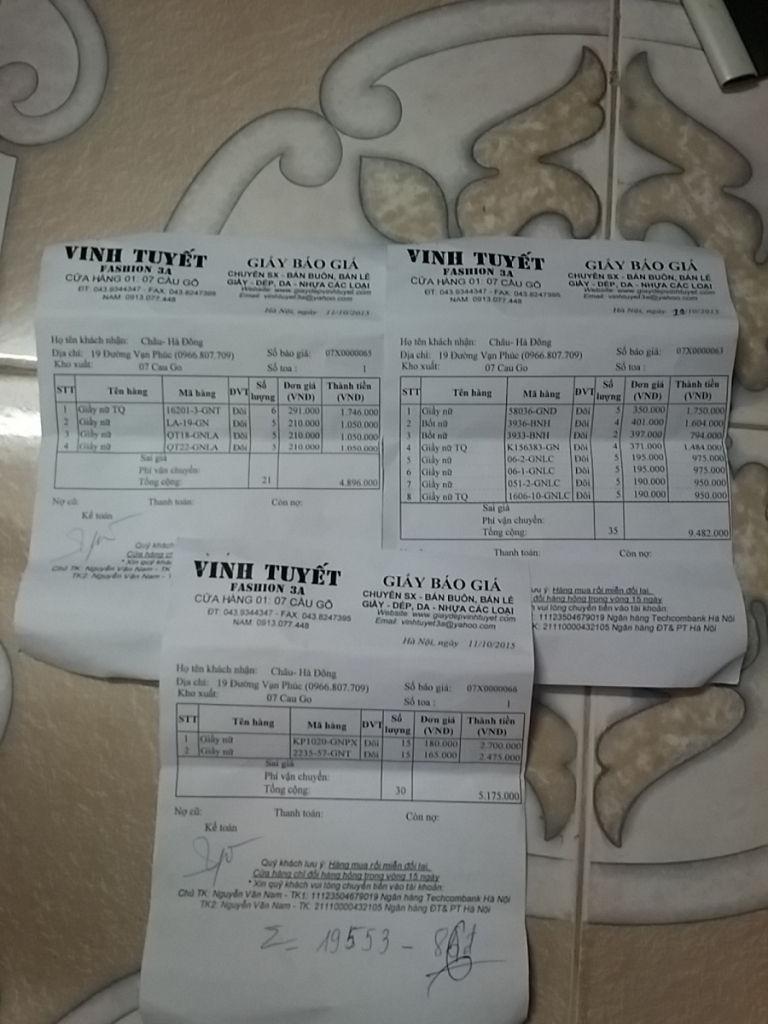 VINH TUYẾT
FASHION 3A
CỬA HÀNG 01: 07 CẦU GỖ
ĐT: 043.9344347 - FAX: 043.8247395
NAM: 0913.077.448
GIẤY BÁO GIÁ
CHUYÊN SX - BÁN BUÔN, BÁN LẺ
GIẦY - DÉP, DA - NHỰA CÁC LOẠI
Website: www.giaydepvinhtuyet.com
Email: vinhtuyet3a@yahoo.com
Hà Nội, ngày 11/10/2015
Họ tên khách nhận: Châu- Hà Đông
Địa chỉ: 19 Đường Vạn Phúc (0966.807.709) Số báo giá: 07X0000065
Kho xuất: 07 Cau Go Số toa : 1
STT Tên hàng Mã hàng ĐVT Số lượng Đơn giá (VNĐ) Thành tiền (VNĐ)
1 Giầy nữ TQ 16201-3-GNT Đôi 6 291.000 1.746.000
2 Giầy nữ LA-19-GN Đôi 5 210.000 1.050.000
3 Giầy nữ QT18-GNLA Đôi 5 210.000 1.050.000
4 Giầy nữ QT22-GNLA Đôi 5 210.000 1.050.000
Sai giá
Phí vận chuyển:
Tổng cộng: 21 4.896.000
Nợ cũ: Thanh toán: Còn nợ:
Kế toán
Quý khách
Cửa hàng chỉ
* Xin quý khách
Chủ TK: Nguyễn Văn Nam - TK
TK2: Nguyễn Văn Nam -
VINH TUYẾT
FASHION 3A
CỬA HÀNG 01: 07 CẦU GỖ
ĐT: 043.9344347 - FAX: 043.8247395
NAM: 0913.077.448
GIẤY BÁO GIÁ
CHUYÊN SX - BÁN BUÔN, BÁN LẺ
GIẦY - DÉP, DA - NHỰA CÁC LOẠI
Website: www.giaydepvinhtuyet.com
Email: vinhtuyet3a@yahoo.com
Hà Nội, ngày /10/2015
Họ tên khách nhận: Châu- Hà Đông
Địa chỉ: 19 Đường Vạn Phúc (0966.807.709) Số báo giá: 07X0000063
Kho xuất: 07 Cau Go Số toa :
STT Tên hàng Mã hàng ĐVT Số lượng Đơn giá (VNĐ) Thành tiền (VNĐ)
1 Giầy nữ 58036-GND Đôi 5 350.000 1.750.000
2 Bốt nữ 3936-BNH Đôi 4 401.000 1.604.000
3 Bốt nữ 3933-BNH Đôi 2 397.000 794.000
4 Giầy nữ TQ K156383-GN Đôi 4 371.000 1.484.000
5 Giầy nữ 06-2-GNLC Đôi 5 195.000 975.000
6 Giầy nữ 06-1-GNLC Đôi 5 195.000 975.000
7 Giầy nữ 051-2-GNLC Đôi 5 190.000 950.000
8 Giầy nữ TQ 1606-10-GNLC Đôi 5 190.000 950.000
Sai giá
Phí vận chuyển:
Tổng cộng: 35 9.482.000
Thanh toán: Còn nợ:
ưu ý: Hàng mua rồi miễn đổi lại.
đổi hàng hỏng trong vòng 15 ngày
vui lòng chuyển tiền vào tài khoản:
: 11123504679019 Ngân hàng Techcombank Hà Nội
K: 21110000432105 Ngân hàng ĐT& PT Hà Nội
VINH TUYẾT
FASHION 3A
CỬA HÀNG 01: 07 CẦU GỖ
ĐT: 043.9344347 - FAX: 043.8247395
NAM: 0913.077.448
GIẤY BÁO GIÁ
CHUYÊN SX - BÁN BUÔN, BÁN LẺ
GIẦY - DÉP, DA - NHỰA CÁC LOẠI
Website: www.giaydepvinhtuyet.com
Email: vinhtuyet3a@yahoo.com
Hà Nội, ngày 11/10/2015
Họ tên khách nhận: Châu- Hà Đông
Địa chỉ: 19 Đường Vạn Phúc (0966.807.709) Số báo giá: 07X0000066
Kho xuất: 07 Cau Go Số toa : 1
STT Tên hàng Mã hàng ĐVT Số lượng Đơn giá (VNĐ) Thành tiền (VNĐ)
1 Giầy nữ KP1020-GNPX Đôi 15 180.000 2.700.000
2 Giầy nữ 2235-57-GNT Đôi 15 165.000 2.475.000
Sai giá
Phí vận chuyển:
Tổng cộng: 30 5.175.000
Nợ cũ: Thanh toán: Còn nợ:
Kế toán
Quý khách lưu ý: Hàng mua rồi miễn đổi lại.
Cửa hàng chỉ đổi hàng hỏng trong vòng 15 ngày
* Xin quý khách vui lòng chuyển tiền vào tài khoản:
Chủ TK: Nguyễn Văn Nam - TK1: 11123504679019 Ngân hàng Techcombank Hà Nội
TK2: Nguyễn Văn Nam - TK: 21110000432105 Ngân hàng ĐT& PT Hà Nội
Σ= 19553 -